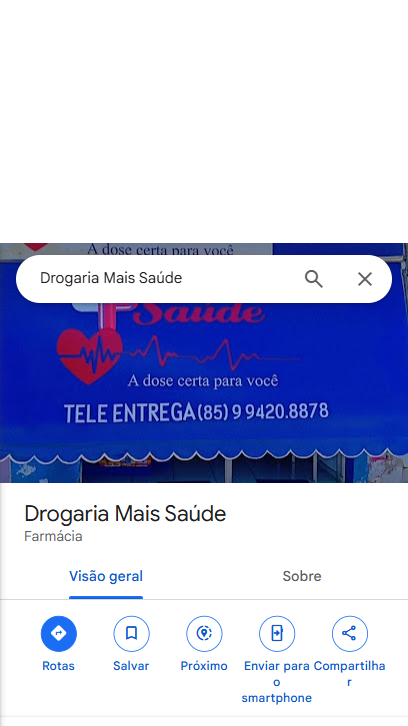 A dose certa para você
Drogaria Mais Saúde
Saúde
A dose certa para você
TELE ENTREGA (85) 9 9420.8878
Drogaria Mais Saúde
Farmácia
Visão geral
Sobre
Rotas
Salvar
Próximo
Enviar para o smartphone
Compartilhar